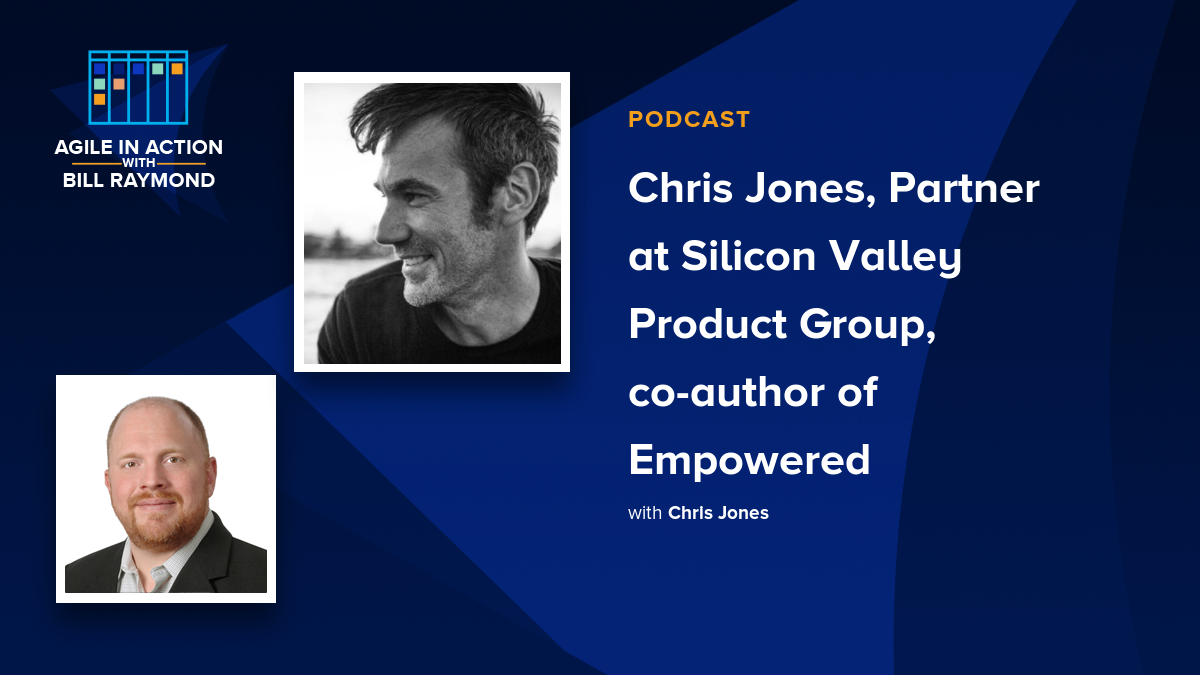 AGILE IN ACTION
WITH
BILL RAYMOND
PODCAST
Chris Jones, Partner
at Silicon Valley
Product Group,
co-author of
Empowered
with Chris Jones